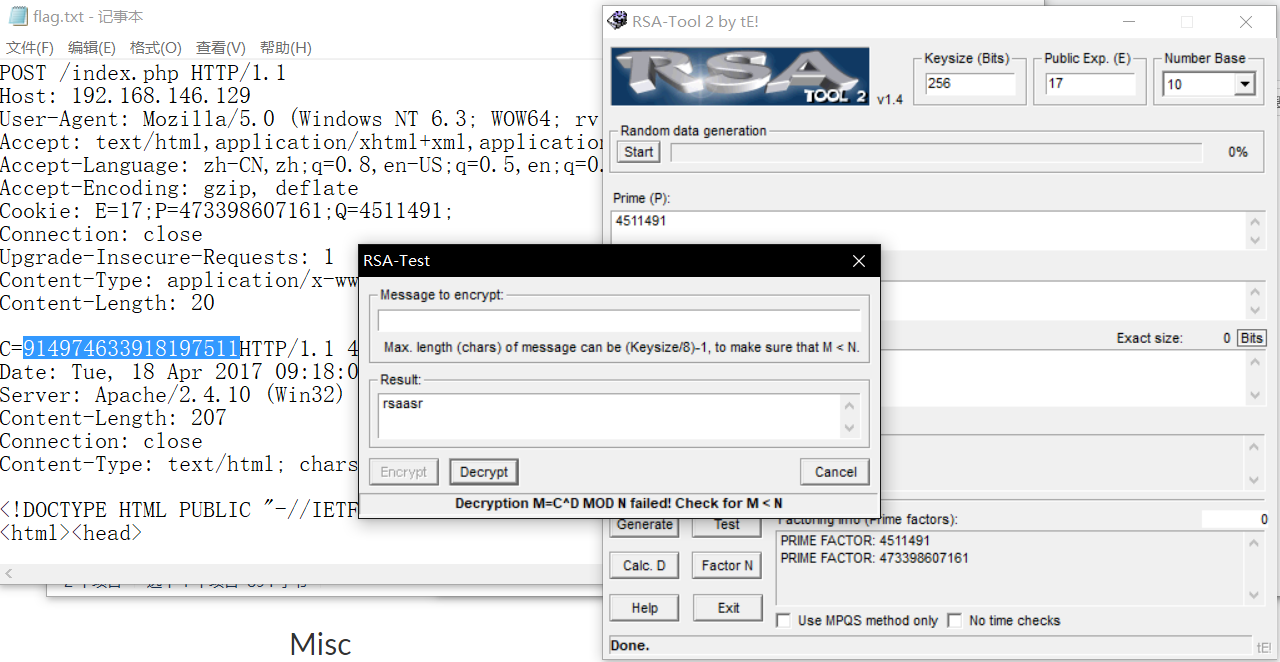 flag.txt - 记事本
文件(F) 编辑(E) 格式(O) 查看(V) 帮助(H)
POST /index.php HTTP/1.1
Host: 192.168.146.129
User-Agent: Mozilla/5.0 (Windows NT 6.3; WOW64; rv
Accept: text/html,application/xhtml+xml,application
Accept-Language: zh-CN,zh;q=0.8,en-US;q=0.5,en;q=0.
Accept-Encoding: gzip, deflate
Cookie: E=17;P=473398607161;Q=4511491;
Connection: close
Upgrade-Insecure-Requests: 1
Content-Type: application/x-ww
Content-Length: 20
C=914974633918197511HTTP/1.1 4
Date: Tue, 18 Apr 2017 09:18:0
Server: Apache/2.4.10 (Win32)
Content-Length: 207
Connection: close
Content-Type: text/html; chars
<!DOCTYPE HTML PUBLIC "-//IETF
<html><head>
Misc
RSA-Tool 2 by tE!
RSA
TOOL 2
v1.4
Keysize (Bits)
256
Public Exp. (E)
17
Number Base
10
Random data generation
Start
0%
Prime (P):
4511491
Exact size: 0 Bits
RSA-Test
Message to encrypt:
Max. length (chars) of message can be (Keysize/8)-1, to make sure that M < N.
Result:
rsaasr
Encrypt Decrypt Cancel
Decryption M=C^D MOD N failed! Check for M < N
Generate Test
Factoring info (Prime factors):
0
PRIME FACTOR: 4511491
PRIME FACTOR: 473398607161
Calc. D Factor N
Help Exit
Use MPQS method only No time checks
Done.
tE!